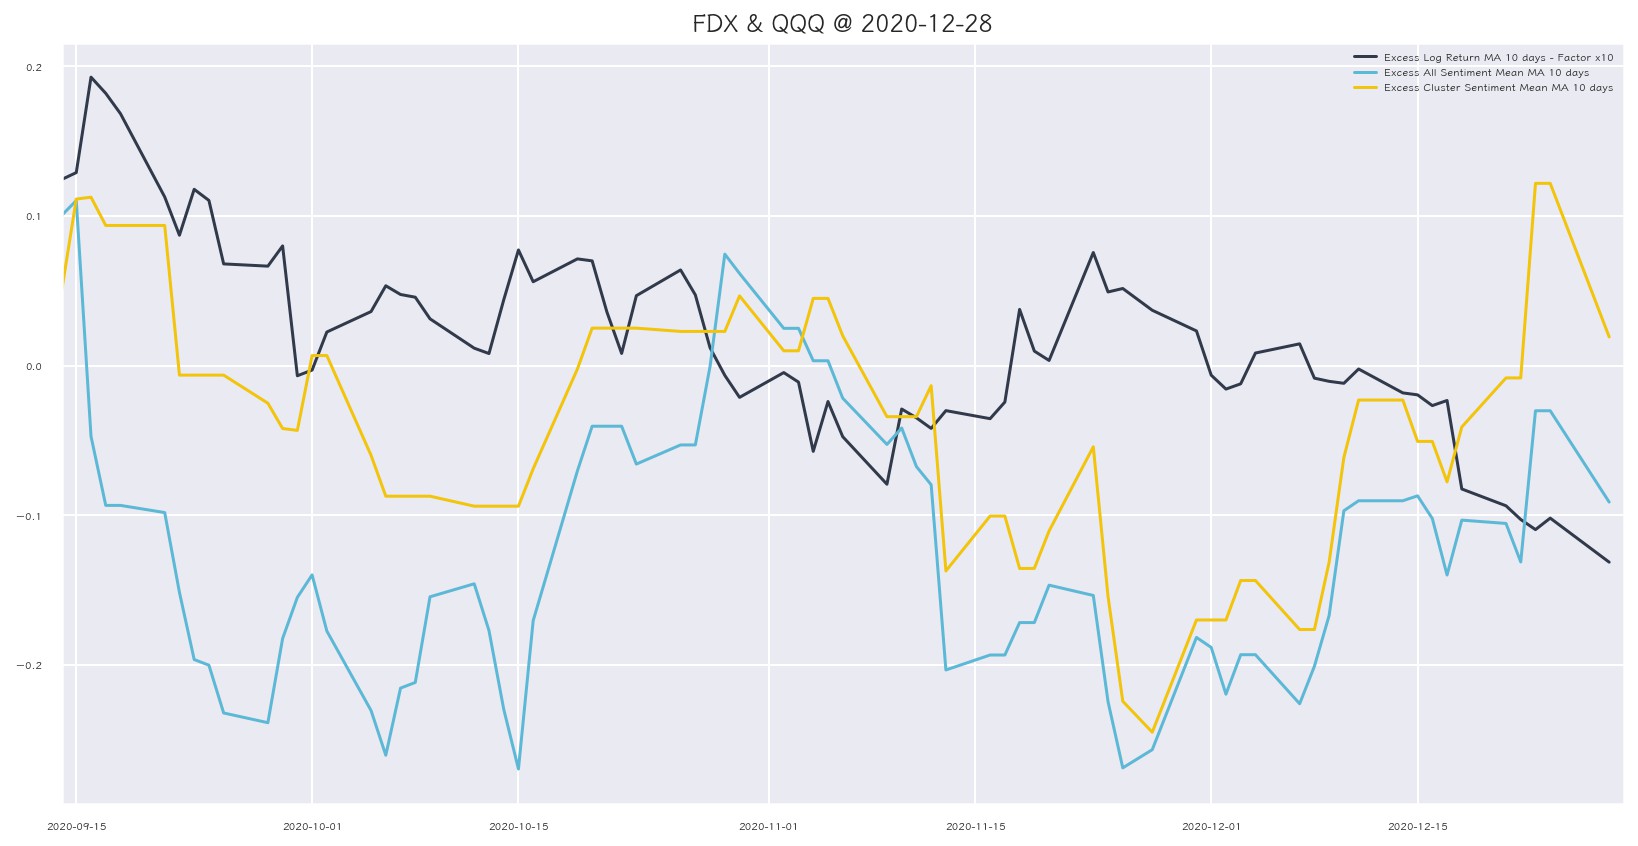 FDX & QQQ @ 2020-12-28
Excess Log Return MA 10 days - Factor x10
Excess All Sentiment Mean MA 10 days
Excess Cluster Sentiment Mean MA 10 days
0.2
0.1
0.0
−0.1
−0.2
2020-09-15 2020-10-01 2020-10-15 2020-11-01 2020-11-15 2020-12-01 2020-12-15